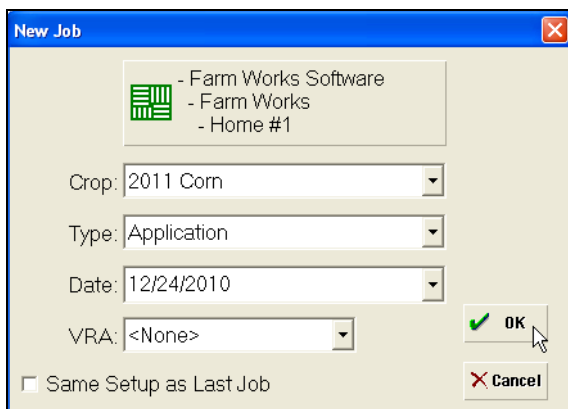 New Job
- Farm Works Software
- Farm Works
- Home #1
Crop: 2011 Corn
Type: Application
Date: 12/24/2010
VRA: <None>
OK
Same Setup as Last Job
Cancel